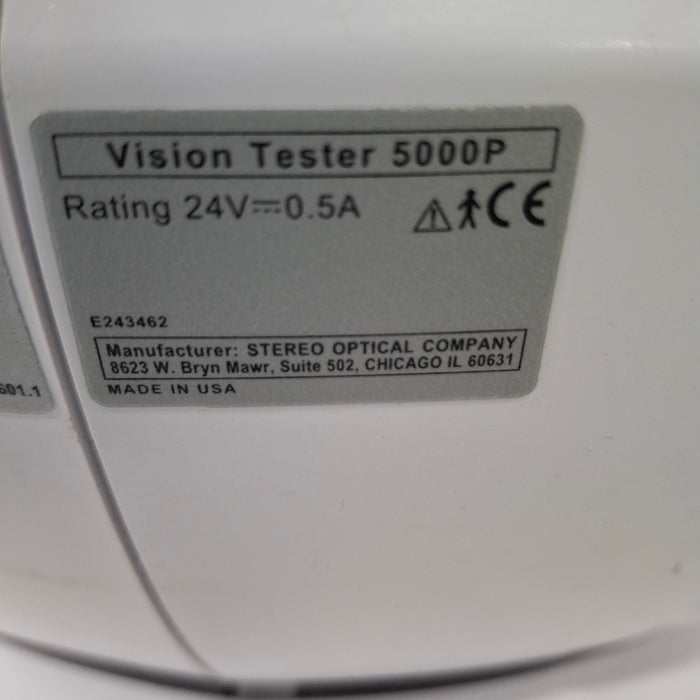 Vision Tester 5000P
Rating 24V⎓0.5A
CE
E243462
Manufacturer: STEREO OPTICAL COMPANY
8623 W. Bryn Mawr, Suite 502, CHICAGO IL 60631
MADE IN USA
601.1